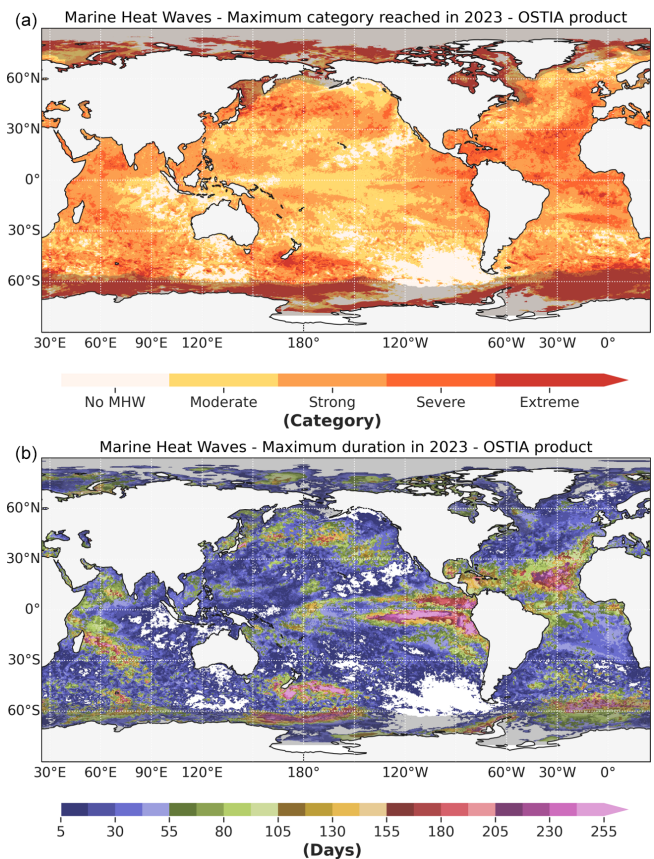 (a) Marine Heat Waves - Maximum category reached in 2023 - OSTIA product
60°N
30°N
0°
30°S
60°S
30°E 60°E 90°E 120°E 180° 120°W 60°W 30°W 0°
No MHW Moderate Strong Severe Extreme
(Category)
(b) Marine Heat Waves - Maximum duration in 2023 - OSTIA product
60°N
30°N
0°
30°S
60°S
30°E 60°E 90°E 120°E 180° 120°W 60°W 30°W 0°
5 30 55 80 105 130 155 180 205 230 255
(Days)